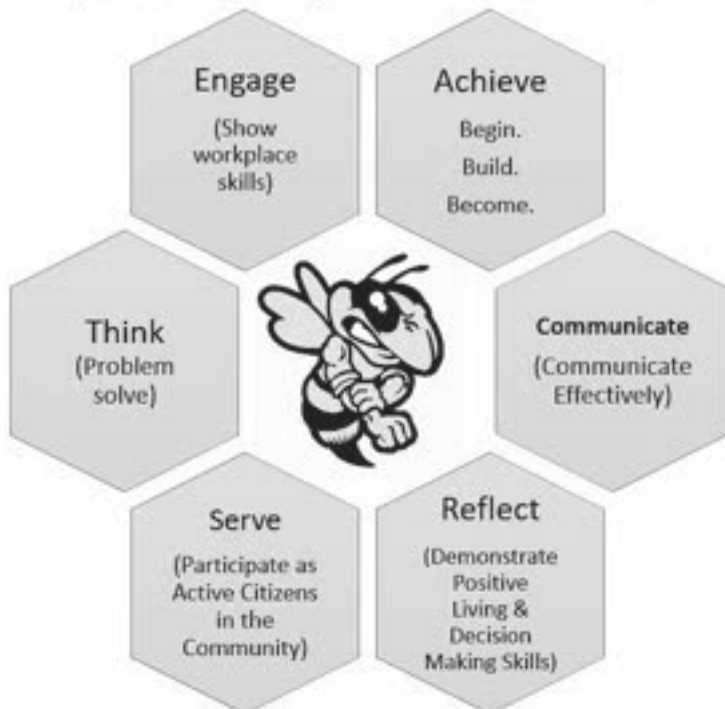 Engage
(Show
workplace
skills)
Achieve
Begin.
Build.
Become.
Think
(Problem
solve)
Communicate
(Communicate
Effectively)
Serve
(Participate as
Active Citizens
in the
Community)
Reflect
(Demonstrate
Positive
Living &
Decision
Making Skills)